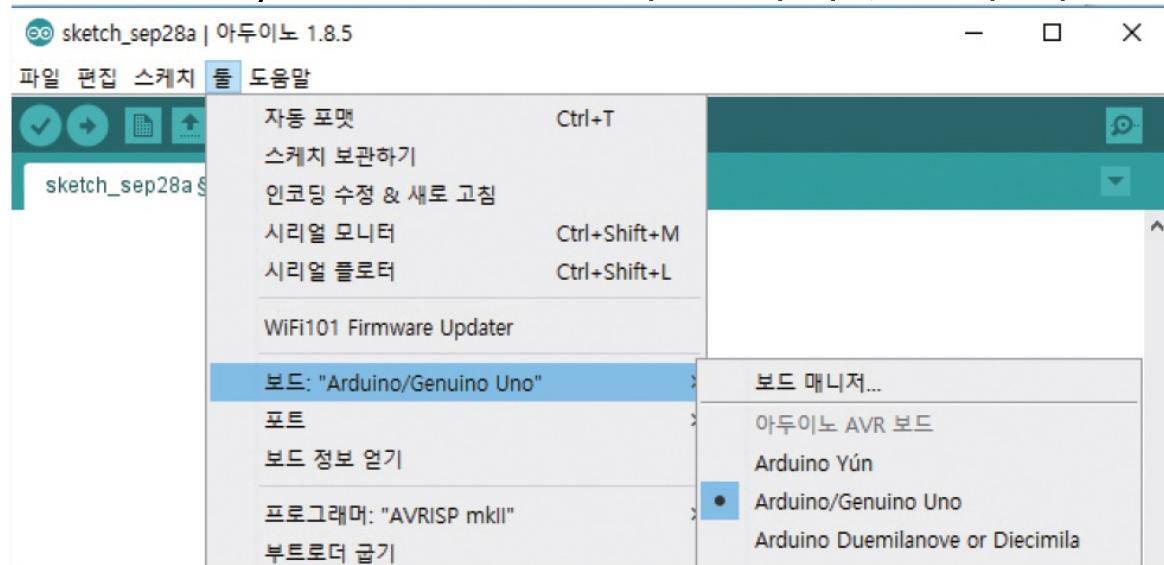 sketch_sep28a | 아두이노 1.8.5
파일 편집 스케치 툴 도움말
sketch_sep28a §
자동 포맷 Ctrl+T
스케치 보관하기
인코딩 수정 & 새로 고침
시리얼 모니터 Ctrl+Shift+M
시리얼 플로터 Ctrl+Shift+L
WiFi101 Firmware Updater
보드: "Arduino/Genuino Uno"
포트
보드 정보 얻기
프로그래머: "AVRISP mkII"
부트로더 굽기
보드 매니저...
아두이노 AVR 보드
Arduino Yún
Arduino/Genuino Uno
Arduino Duemilanove or Diecimila